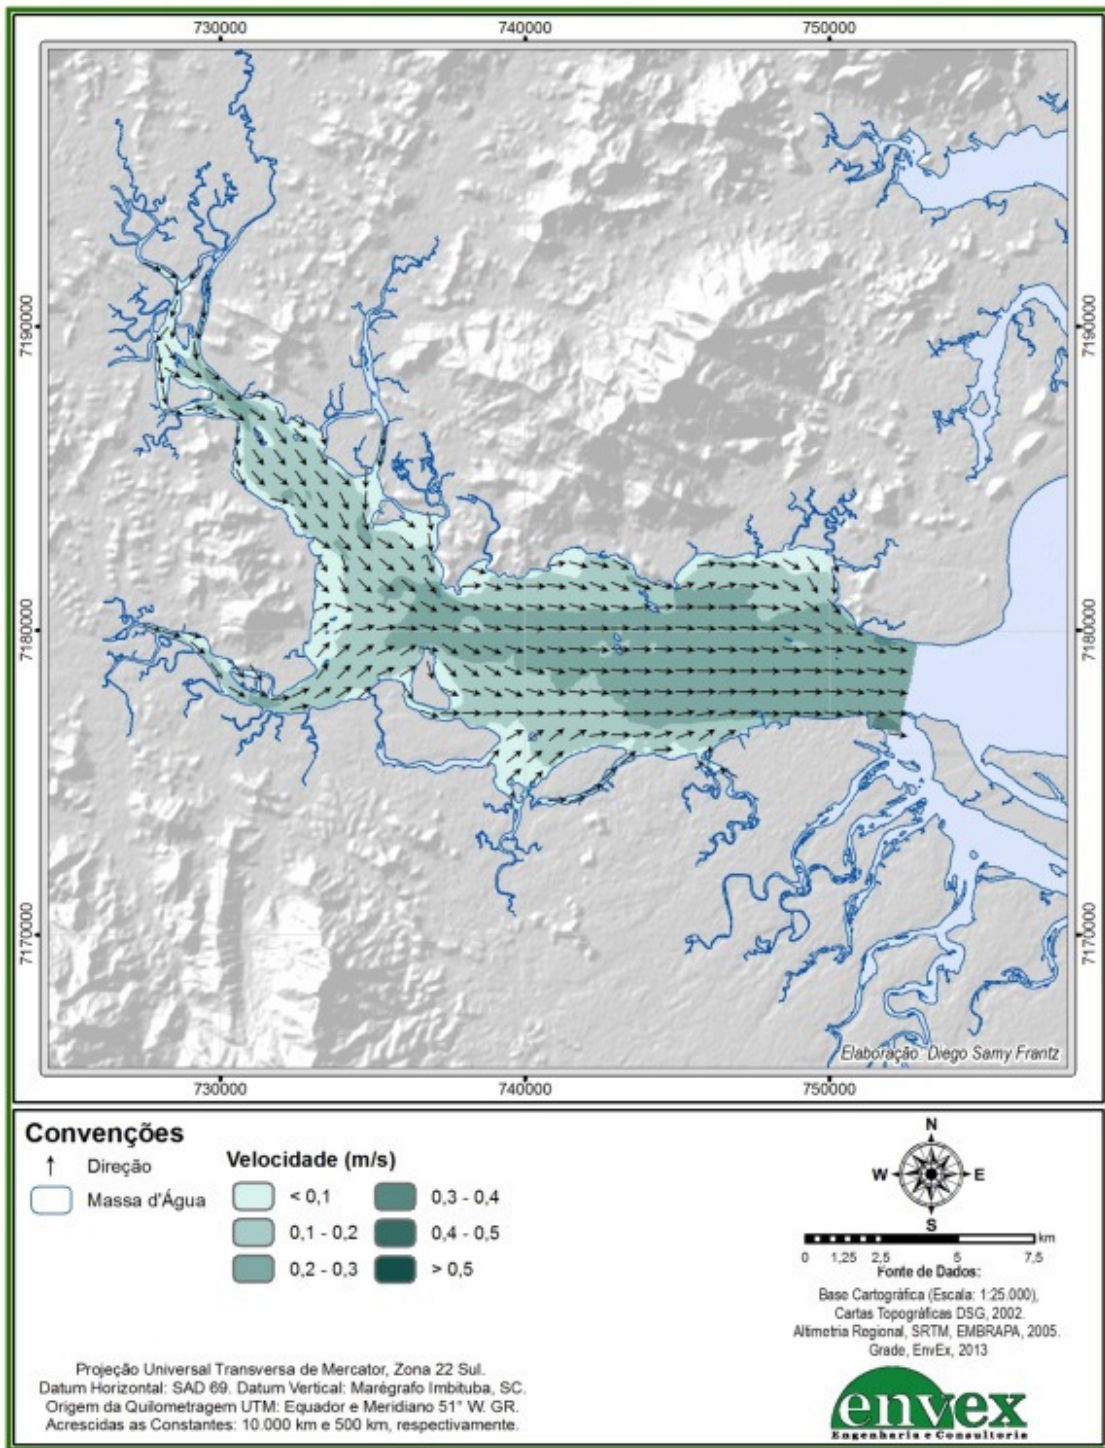 730000 740000 750000
7190000 7190000
7180000 7180000
7170000 7170000
Elaboração: Diego Samy Frantz
730000 740000 750000
Convenções
Direção
Massa d'Água
Velocidade (m/s)
< 0,1
0,1 - 0,2
0,2 - 0,3
0,3 - 0,4
0,4 - 0,5
> 0,5
N
W E
S
km
0 1,25 2,5 5 7,5
Fonte de Dados:
Base Cartográfica (Escala: 1:25.000),
Cartas Topográficas DSG, 2002.
Altimetria Regional, SRTM, EMBRAPA, 2005.
Grade, EnvEx, 2013
Projeção Universal Transversa de Mercator, Zona 22 Sul.
Datum Horizontal: SAD 69. Datum Vertical: Marégrafo Imbituba, SC.
Origem da Quilometragem UTM: Equador e Meridiano 51° W. GR.
Acrescidas as Constantes: 10.000 km e 500 km, respectivamente.
envex
Engenharia e Consultoria